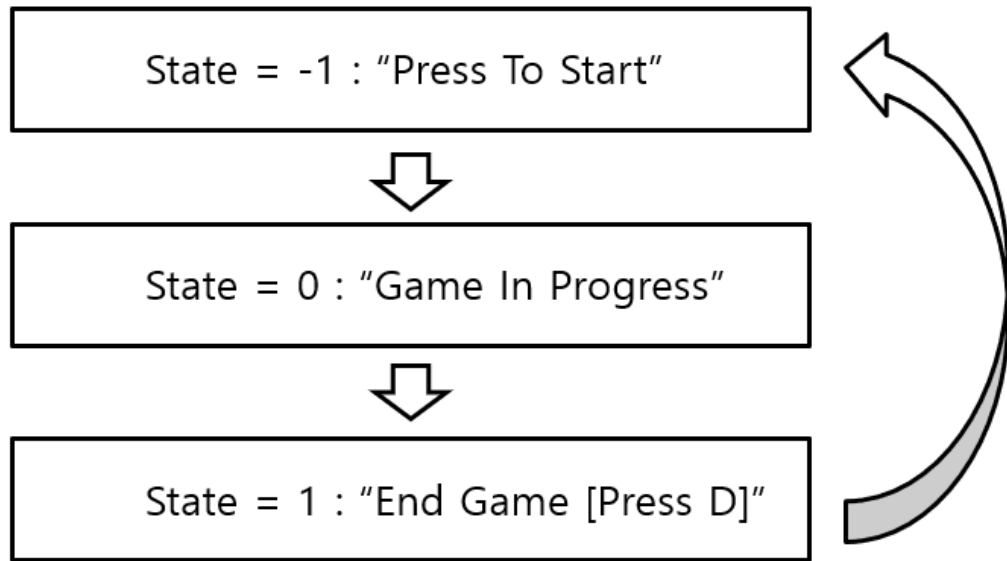 State = -1 : “Press To Start”
State = 0 : “Game In Progress”
State = 1 : “End Game [Press D]”